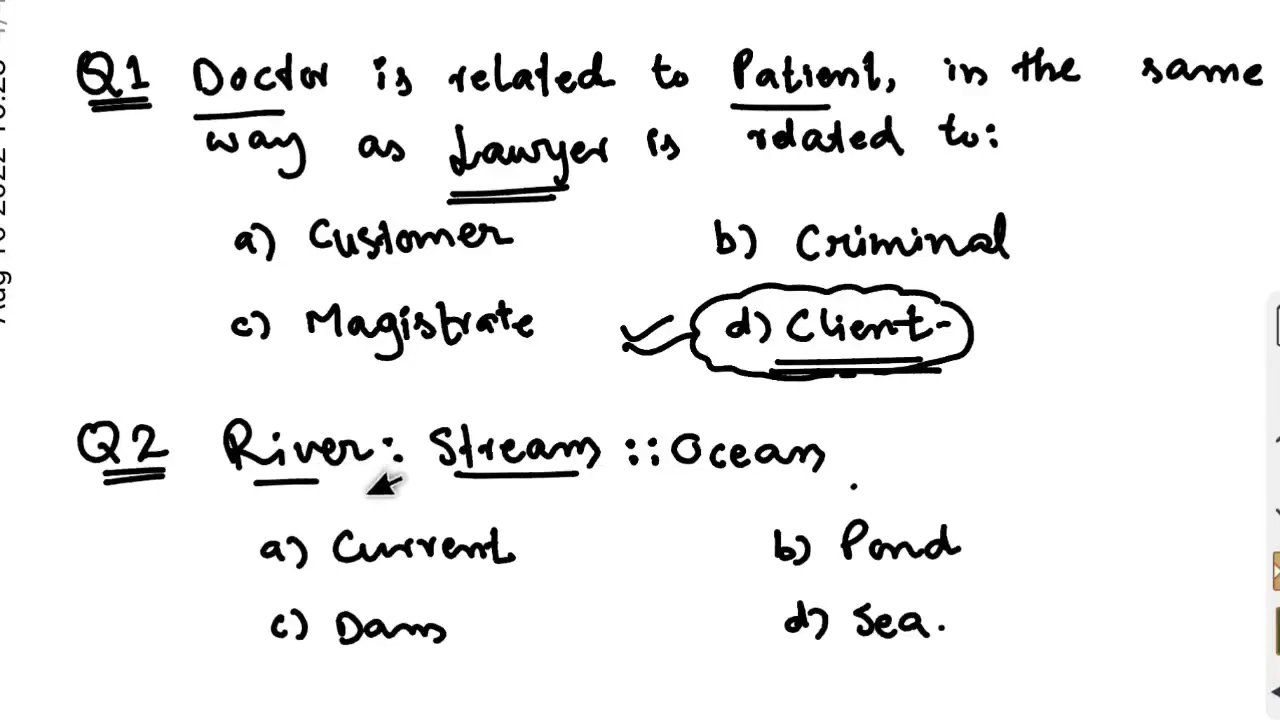 Q1 Doctor is related to Patient, in the same
way as Lawyer is related to:
a) Customer b) Criminal
c) Magistrate d) Client
Q2 River : Stream :: Ocean
a) Current b) Pond
c) Dam d) Sea.